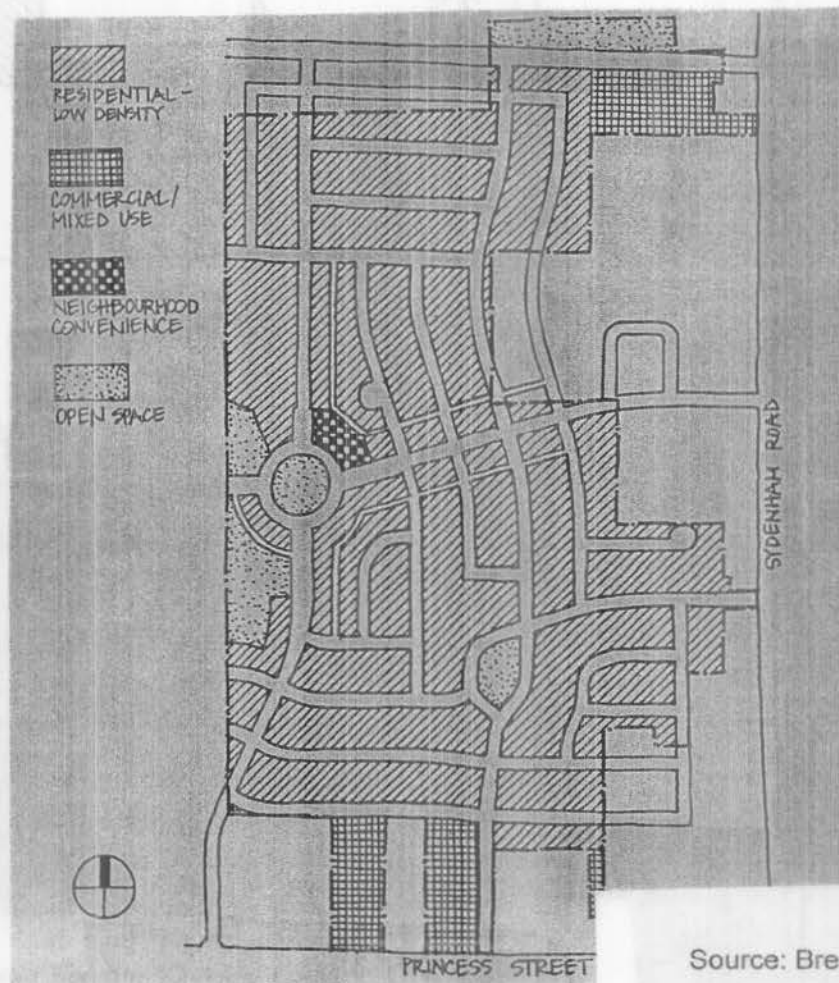 RESIDENTIAL -
LOW DENSITY
COMMERCIAL/
MIXED USE
NEIGHBOURHOOD
CONVENIENCE
OPEN SPACE
SYDENHAM ROAD
PRINCESS STREET
Source: Bre